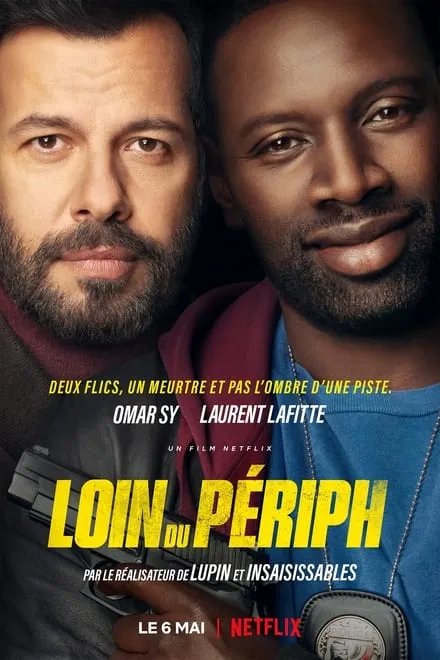 DEUX FLICS, UN MEURTRE ET PAS L'OMBRE D'UNE PISTE.
OMAR SY LAURENT LAFITTE
UN FILM NETFLIX
LOIN DU PÉRIPH
PAR LE RÉALISATEUR DE LUPIN ET INSAISISSABLES
LE 6 MAI | NETFLIX